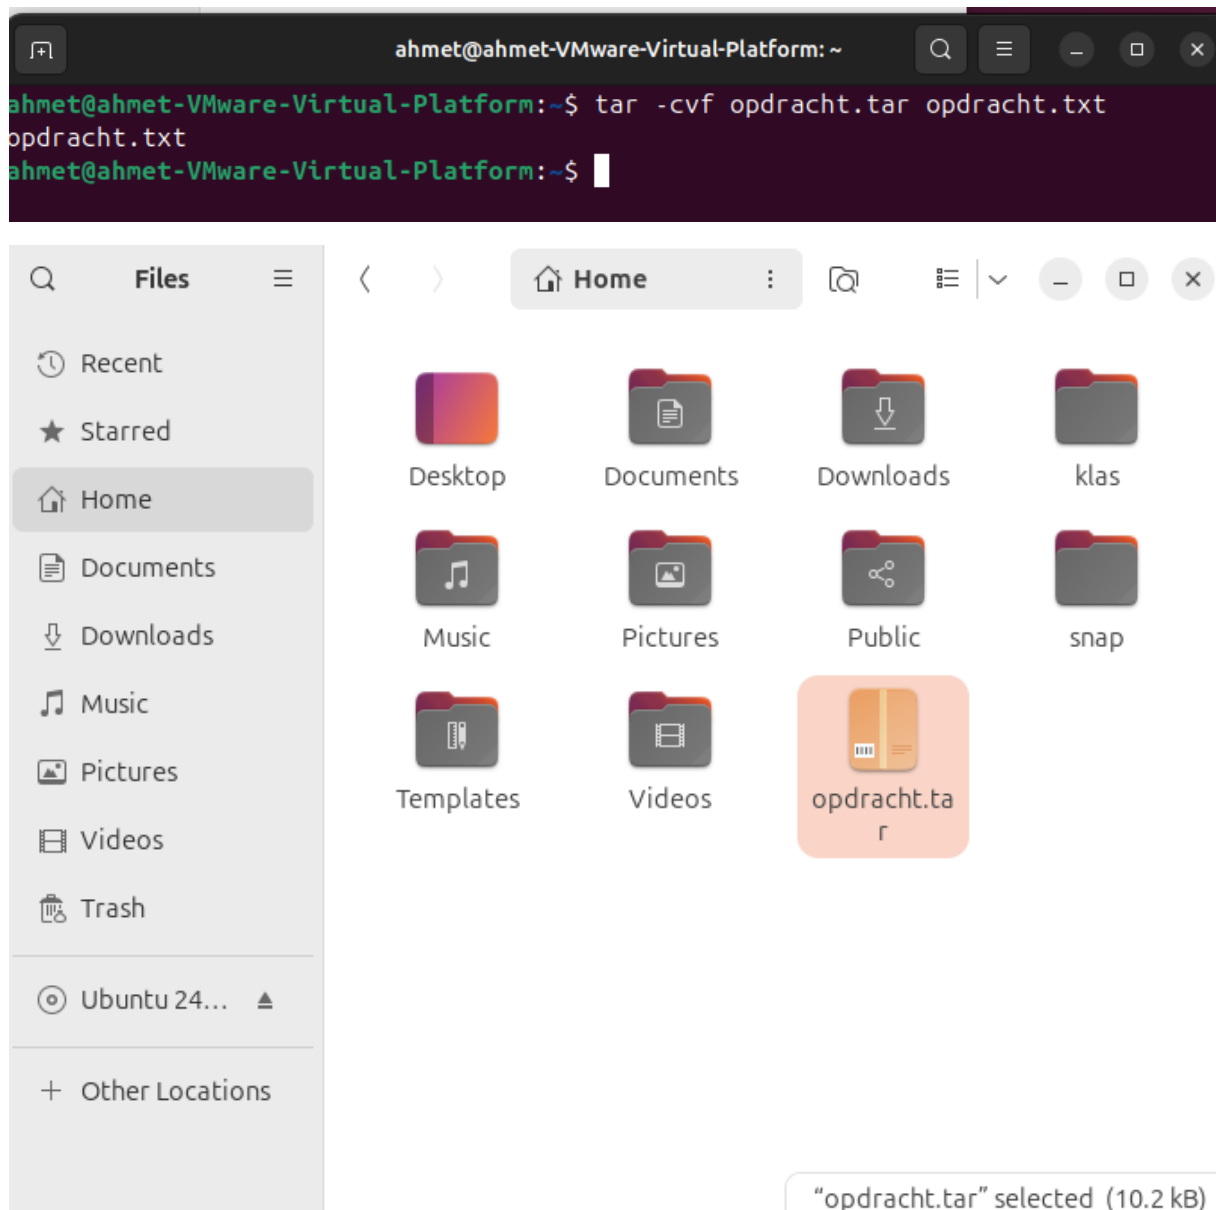 ahmet@ahmet-VMware-Virtual-Platform: ~
ahmet@ahmet-VMware-Virtual-Platform:~$ tar -cvf opdracht.tar opdracht.txt
opdracht.txt
ahmet@ahmet-VMware-Virtual-Platform:~$
Files
Home
Recent
Starred
Home
Documents
Downloads
Music
Pictures
Videos
Trash
Ubuntu 24...
+ Other Locations
Desktop
Documents
Downloads
klas
Music
Pictures
Public
snap
Templates
Videos
opdracht.ta
r
“opdracht.tar” selected (10.2 kB)